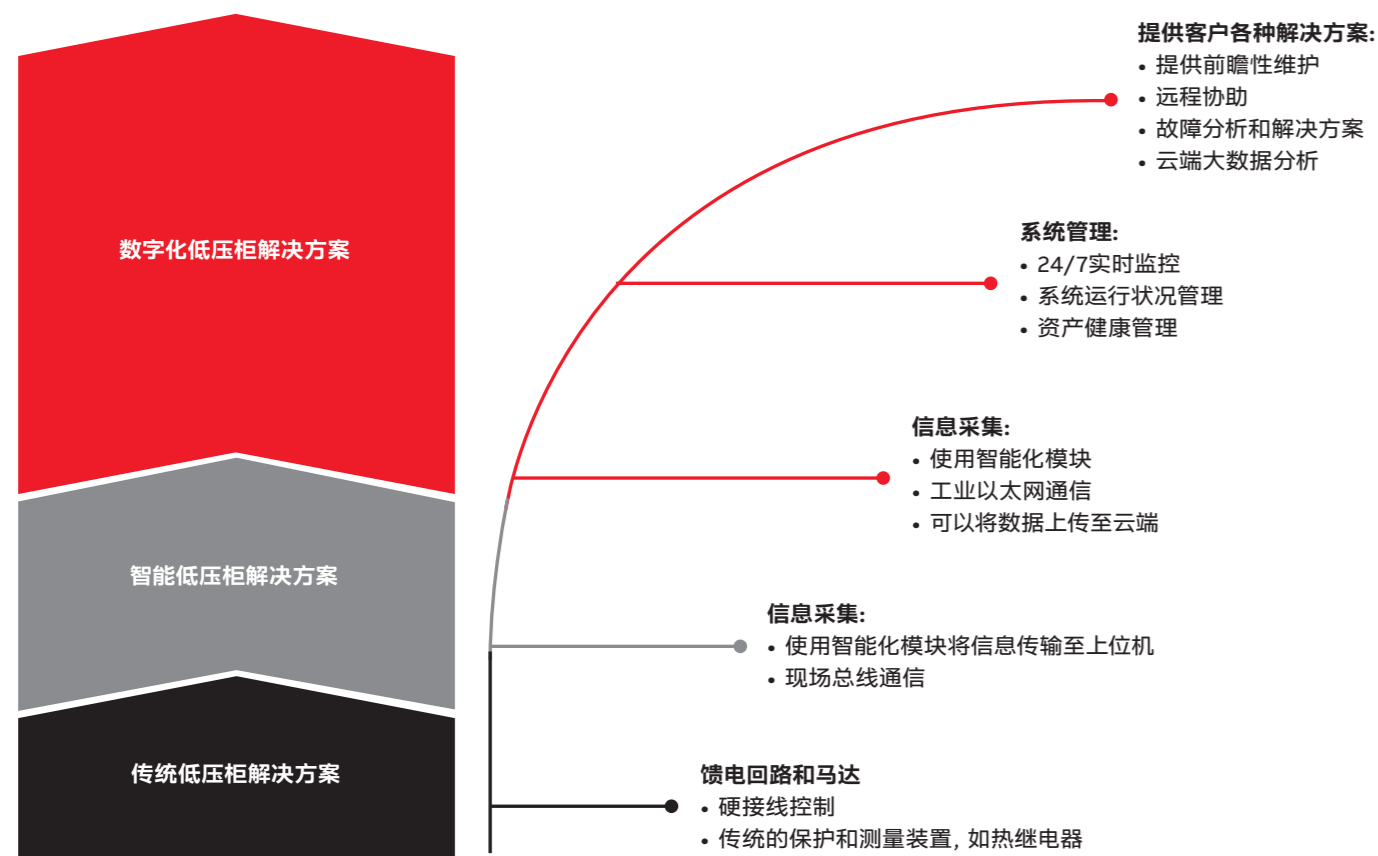 提供客户各种解决方案:
• 提供前瞻性维护
• 远程协助
• 故障分析和解决方案
• 云端大数据分析
数字化低压柜解决方案
系统管理:
• 24/7实时监控
• 系统运行状况管理
• 资产健康管理
信息采集:
• 使用智能化模块
• 工业以太网通信
• 可以将数据上传至云端
智能低压柜解决方案
信息采集:
• 使用智能化模块将信息传输至上位机
• 现场总线通信
传统低压柜解决方案
馈电回路和马达
• 硬接线控制
• 传统的保护和测量装置, 如热继电器